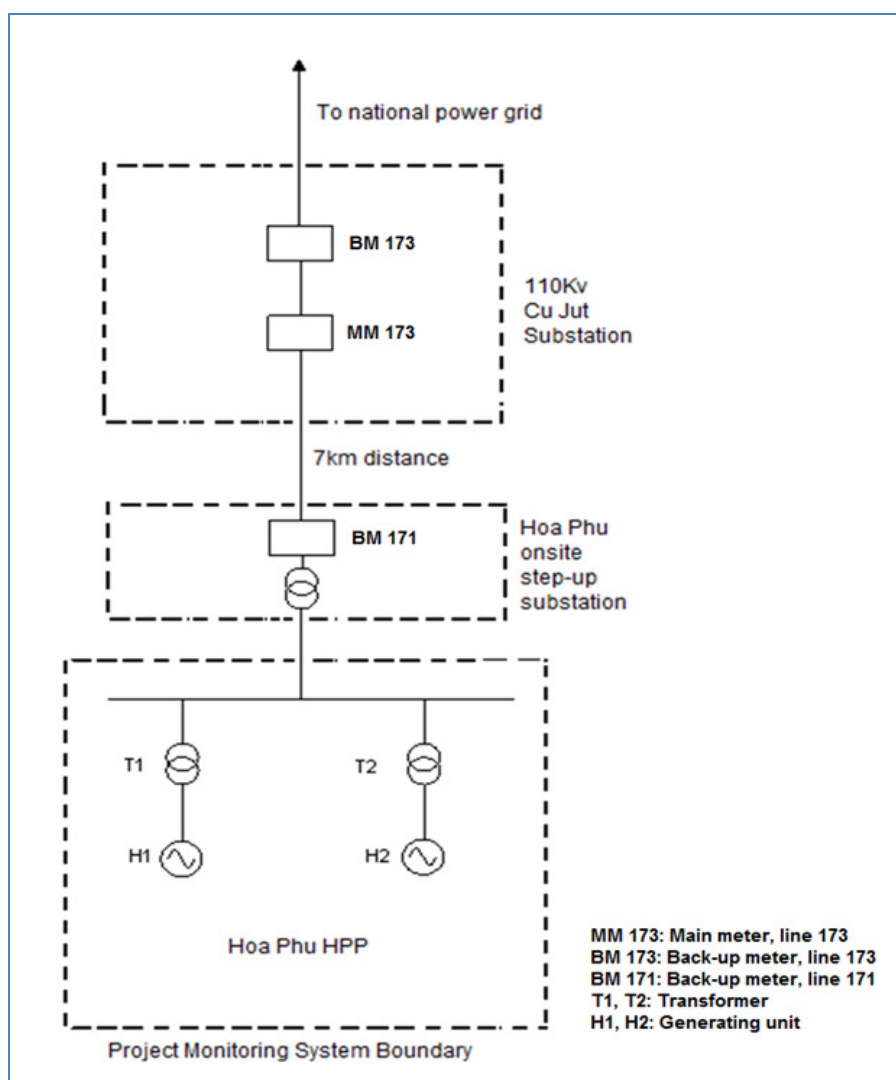 To national power grid
BM 173
MM 173
110Kv
Cu Jut
Substation
7km distance
BM 171
Hoa Phu
onsite
step-up
substation
T1
T2
H1
H2
Hoa Phu HPP
MM 173: Main meter, line 173
BM 173: Back-up meter, line 173
BM 171: Back-up meter, line 171
T1, T2: Transformer
H1, H2: Generating unit
Project Monitoring System Boundary